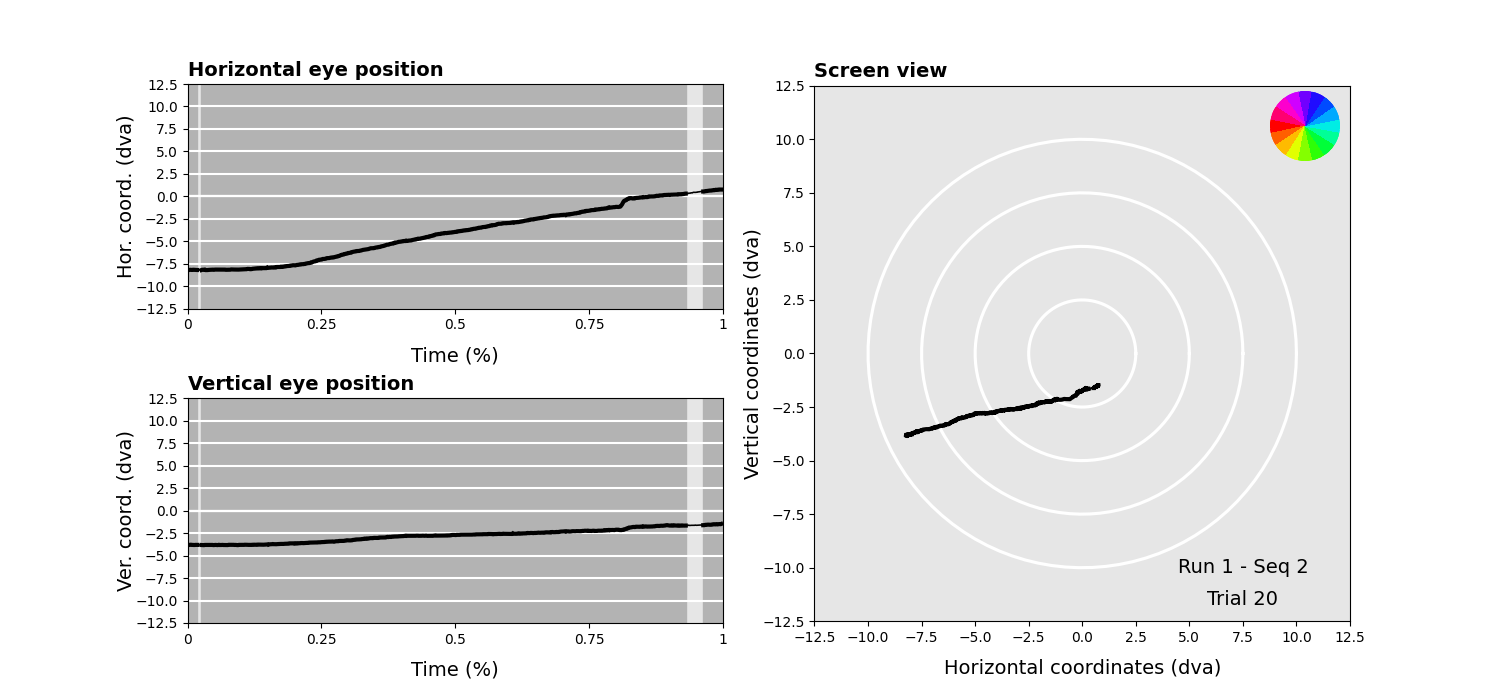 Horizontal eye position
Hor. coord. (dva)
12.5
10.0
7.5
5.0
2.5
0.0
−2.5
−5.0
−7.5
−10.0
−12.5
0 0.25 0.5 0.75 1
Time (%)
Vertical eye position
Ver. coord. (dva)
12.5
10.0
7.5
5.0
2.5
0.0
−2.5
−5.0
−7.5
−10.0
−12.5
0 0.25 0.5 0.75 1
Time (%)
Screen view
Vertical coordinates (dva)
12.5
10.0
7.5
5.0
2.5
0.0
−2.5
−5.0
−7.5
−10.0
−12.5
Run 1 - Seq 2
Trial 20
−12.5 −10.0 −7.5 −5.0 −2.5 0.0 2.5 5.0 7.5 10.0 12.5
Horizontal coordinates (dva)